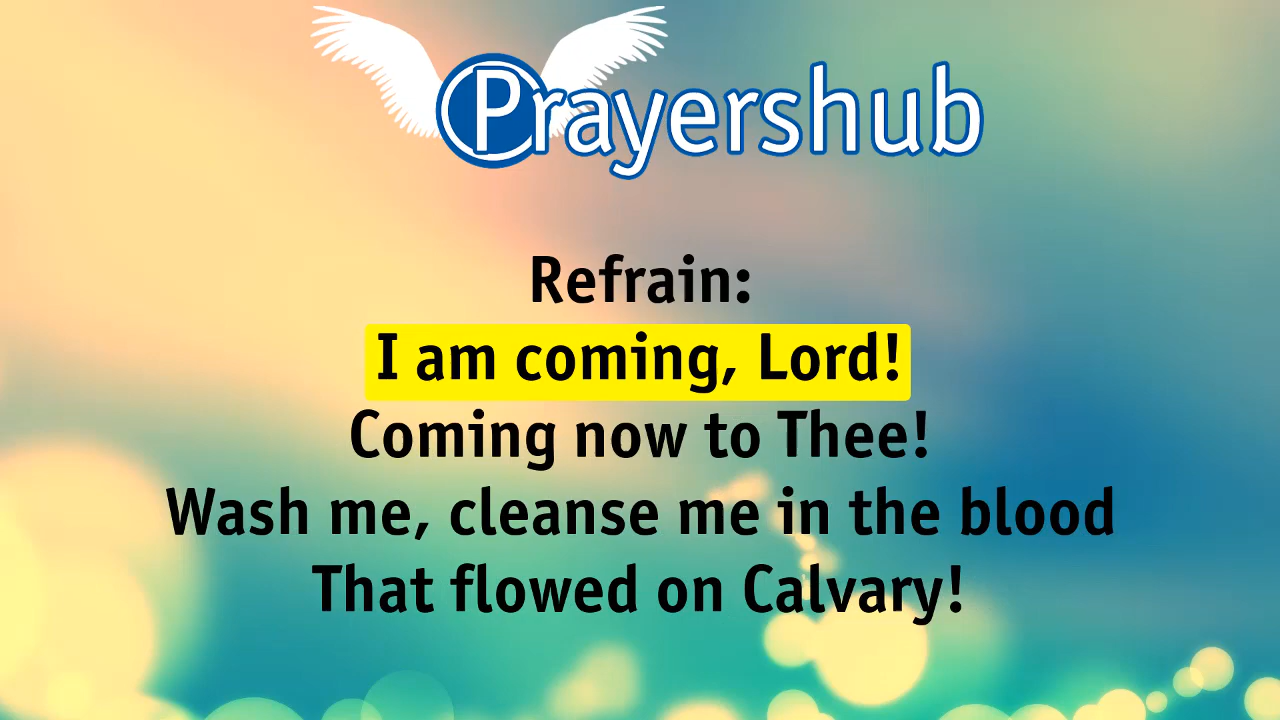 Prayershub
Refrain:
I am coming, Lord!
Coming now to Thee!
Wash me, cleanse me in the blood
That flowed on Calvary!